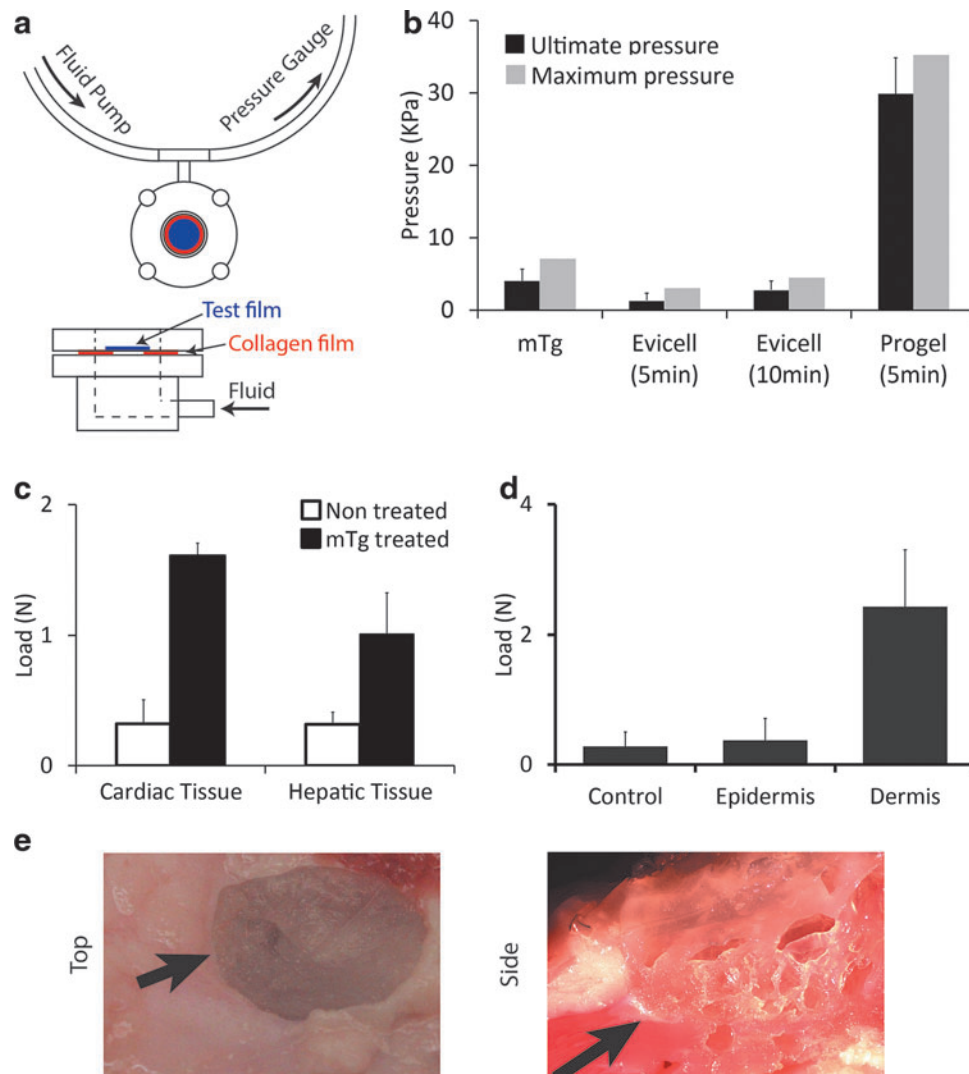 a
Fluid Pump
Pressure Gauge
Test film
Collagen film
Fluid
b
Ultimate pressure
Maximum pressure
Pressure (KPa)
40
30
20
10
0
mTg
Evicell
(5min)
Evicell
(10min)
Progel
(5min)
c
Non treated
mTg treated
Load (N)
2
1
0
Cardiac Tissue
Hepatic Tissue
d
Load (N)
4
2
0
Control
Epidermis
Dermis
e
Top
Side